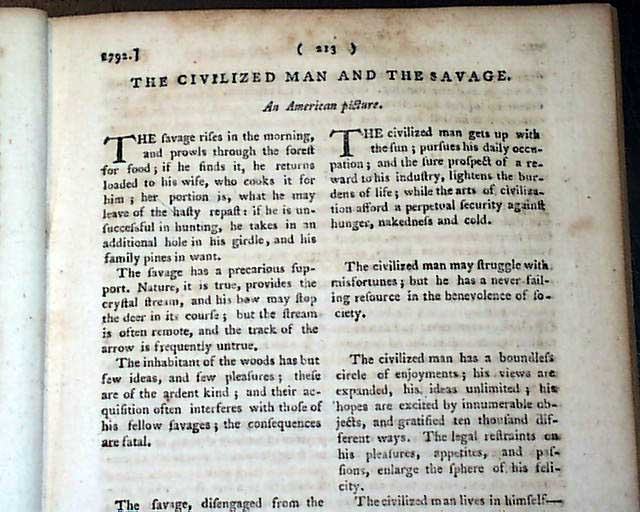 1792.]
( 213 )
THE CIVILIZED MAN AND THE SAVAGE.
An American picture.
THE ſavage riſes in the morning,
and prowls through the foreſt
for food; if he finds it, he returns
loaded to his wife, who cooks it for
him; her portion is, what he may
leave of the haſty repaſt: if he is un-
ſucceſsful in hunting, he takes in an
additional hole in his girdle, and his
family pines in want.
The ſavage has a precarious ſup-
port. Nature, it is true, provides the
cryſtal ſtream, and his bow may ſtop
the deer in its courſe; but the ſtream
is often remote, and the track of the
arrow is frequently untrue.
The inhabitant of the woods has but
few ideas, and few pleaſures; theſe
are of the ardent kind; and their ac-
quiſition often interferes with thoſe of
his fellow ſavages; the conſequences
are fatal.
The ſavage, diſengaged from the
THE civilized man gets up with
the ſun; purſues his daily occu-
pation; and the ſure proſpect of a re-
ward to his induſtry, lightens the bur-
dens of life; while the arts of civiliza-
tion afford a perpetual ſecurity againſt
hunger, nakedneſs and cold.
The civilized man may ſtruggle with
misfortunes; but he has a never fail-
ing reſource in the benevolence of ſo-
ciety.
The civilized man has a boundleſs
circle of enjoyments; his views are
expanded, his ideas unlimited; his
hopes are excited by innumerable ob-
jects, and gratified ten thouſand diſ-
ferent ways. The legal reſtraints on
his pleaſures, appetites, and paſ-
ſions, enlarge the ſphere of his feli-
city.
The civilized man lives in himſelf—